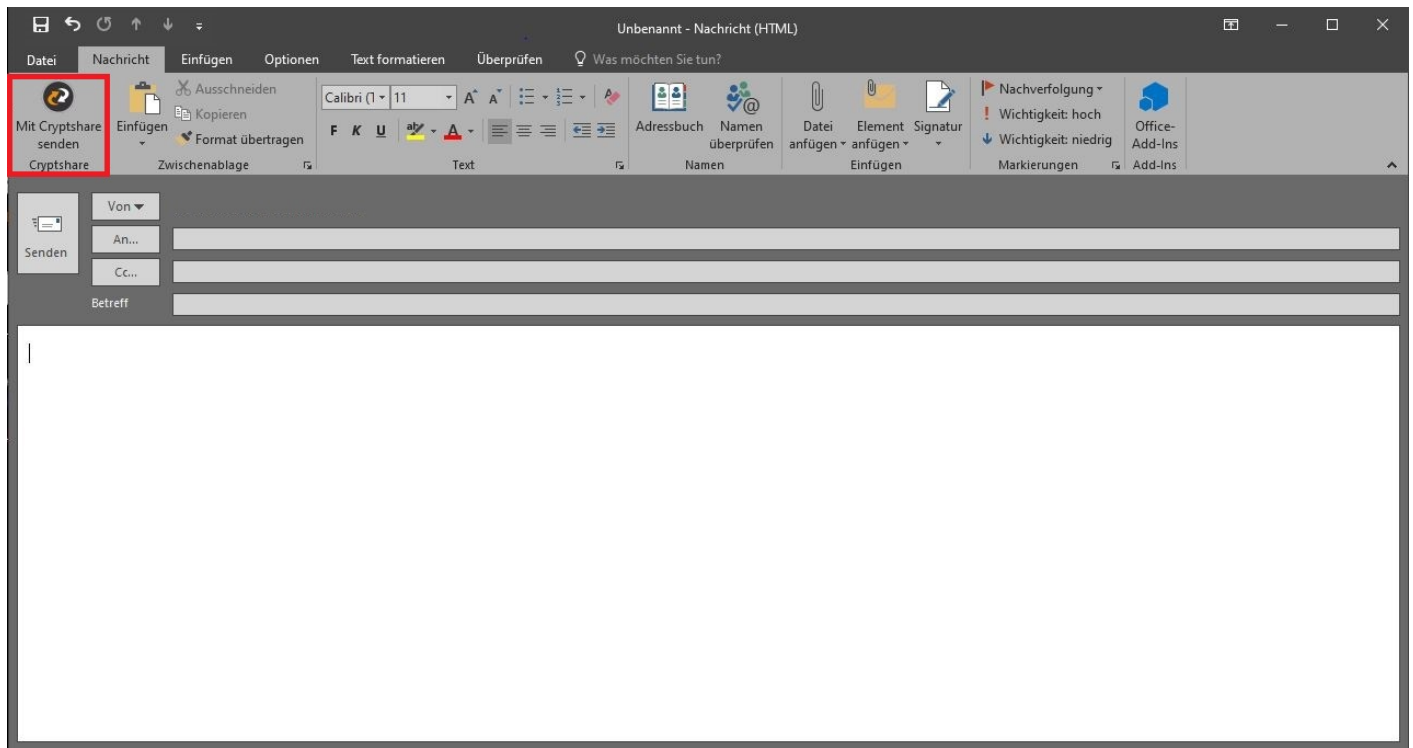 Unbenannt - Nachricht (HTML)
Datei Nachricht Einfügen Optionen Text formatieren Überprüfen Was möchten Sie tun?
Mit Cryptshare senden
Cryptshare
Einfügen
Ausschneiden
Kopieren
Format übertragen
Zwischenablage
Calibri (1 11
F K U
Text
Adressbuch
Namen überprüfen
Namen
Datei anfügen
Element anfügen
Signatur
Einfügen
Nachverfolgung
Wichtigkeit: hoch
Wichtigkeit: niedrig
Markierungen
Office-Add-Ins
Add-Ins
Senden
Von
An...
Cc...
Betreff